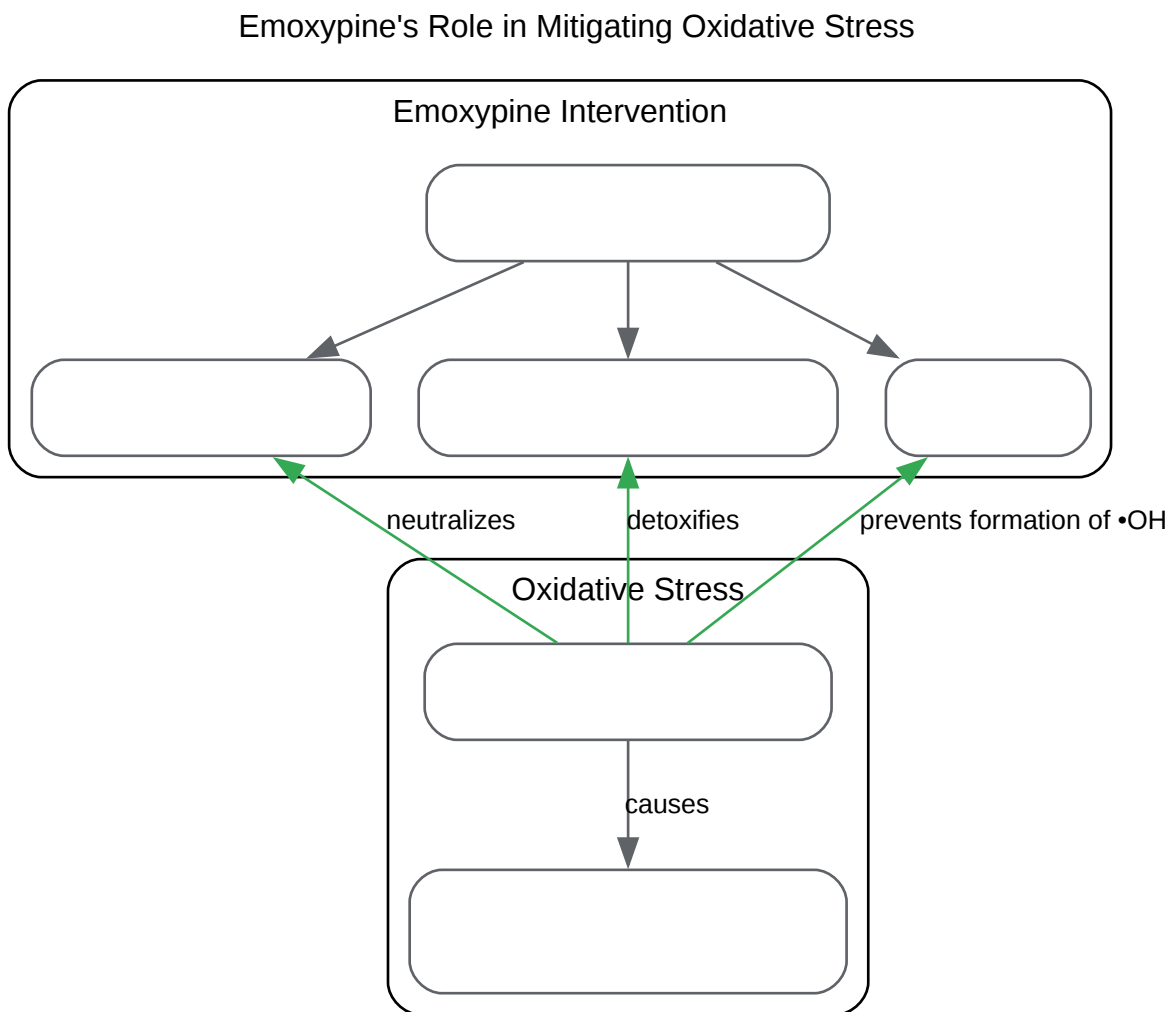 Emoxypine's Role in Mitigating Oxidative Stress
Emoxypine Intervention
neutralizes
detoxifies
prevents formation of •OH
Oxidative Stress
causes